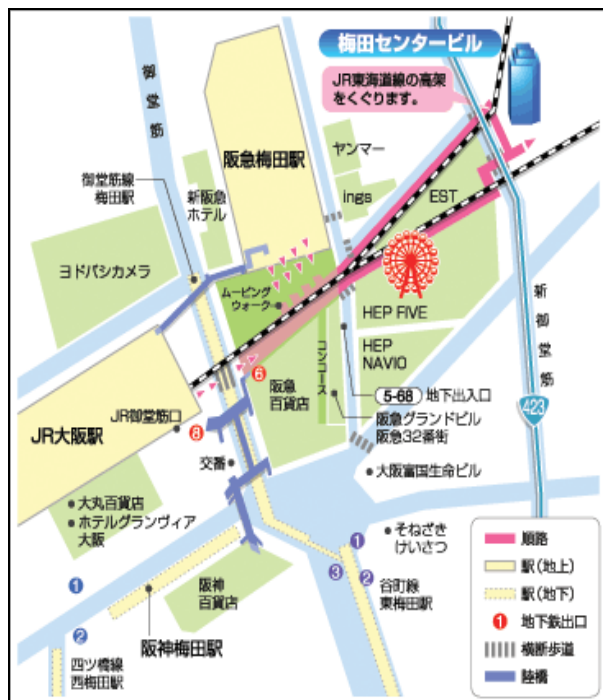 梅田センタービル
JR東海道線の高架
をくぐります。
御堂筋
阪急梅田駅
ヤンマー
御堂筋線
梅田駅
新阪急
ホテル
ings
EST
ヨドバシカメラ
ムービング
ウォーク
HEP FIVE
新御堂筋
コンコース
HEP
NAVIO
6
阪急
百貨店
5-68 地下出入口
423
JR御堂筋口
阪急グランドビル
阪急32番街
JR大阪駅
8
交番
大阪富国生命ビル
大丸百貨店
ホテルグランヴィア
大阪
そねざき
けいさつ
1
3
2
谷町線
東梅田駅
1
阪神
百貨店
2
阪神梅田駅
四ツ橋線
西梅田駅
順路
駅(地上)
駅(地下)
1 地下鉄出口
横断歩道
陸橋